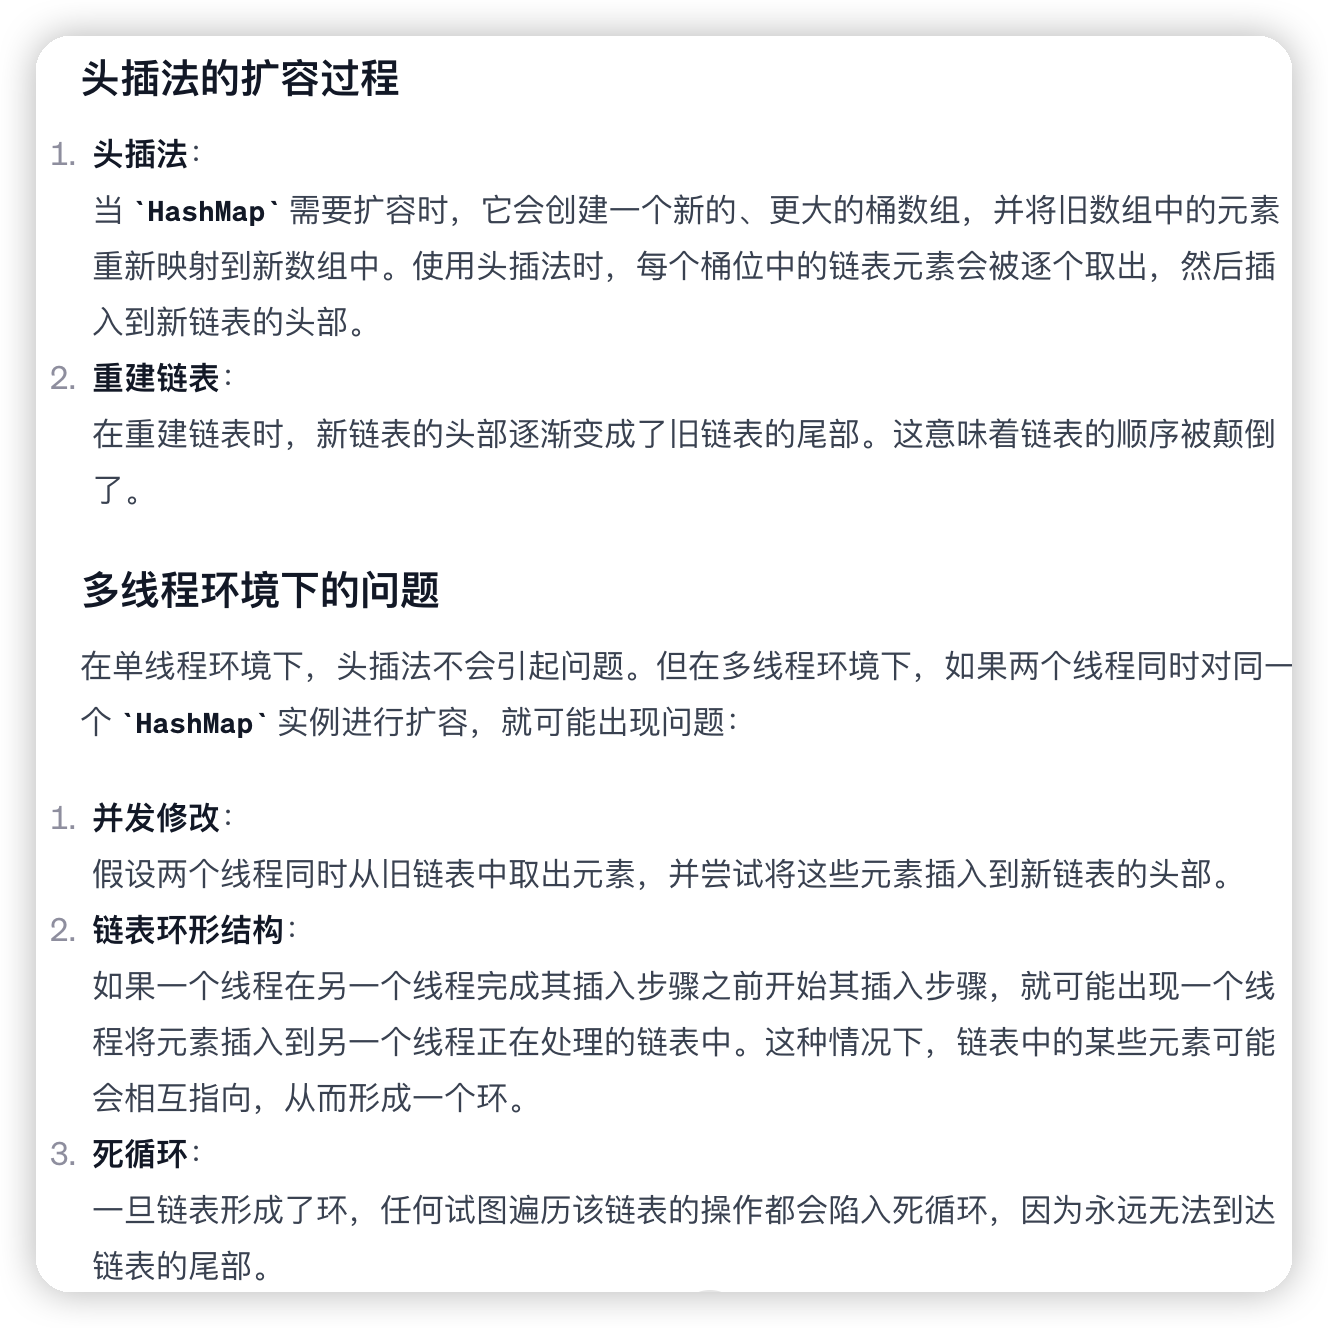 头插法的扩容过程
1. 头插法：
当 `HashMap` 需要扩容时，它会创建一个新的、更大的桶数组，并将旧数组中的元素
重新映射到新数组中。使用头插法时，每个桶位中的链表元素会被逐个取出，然后插
入到新链表的头部。
2. 重建链表：
在重建链表时，新链表的头部逐渐变成了旧链表的尾部。这意味着链表的顺序被颠倒
了。
多线程环境下的问题
在单线程环境下，头插法不会引起问题。但在多线程环境下，如果两个线程同时对同一
个 `HashMap` 实例进行扩容，就可能出现问题：
1. 并发修改：
假设两个线程同时从旧链表中取出元素，并尝试将这些元素插入到新链表的头部。
2. 链表环形结构：
如果一个线程在另一个线程完成其插入步骤之前开始其插入步骤，就可能出现一个线
程将元素插入到另一个线程正在处理的链表中。这种情况下，链表中的某些元素可能
会相互指向，从而形成一个环。
3. 死循环：
一旦链表形成了环，任何试图遍历该链表的操作都会陷入死循环，因为永远无法到达
链表的尾部。